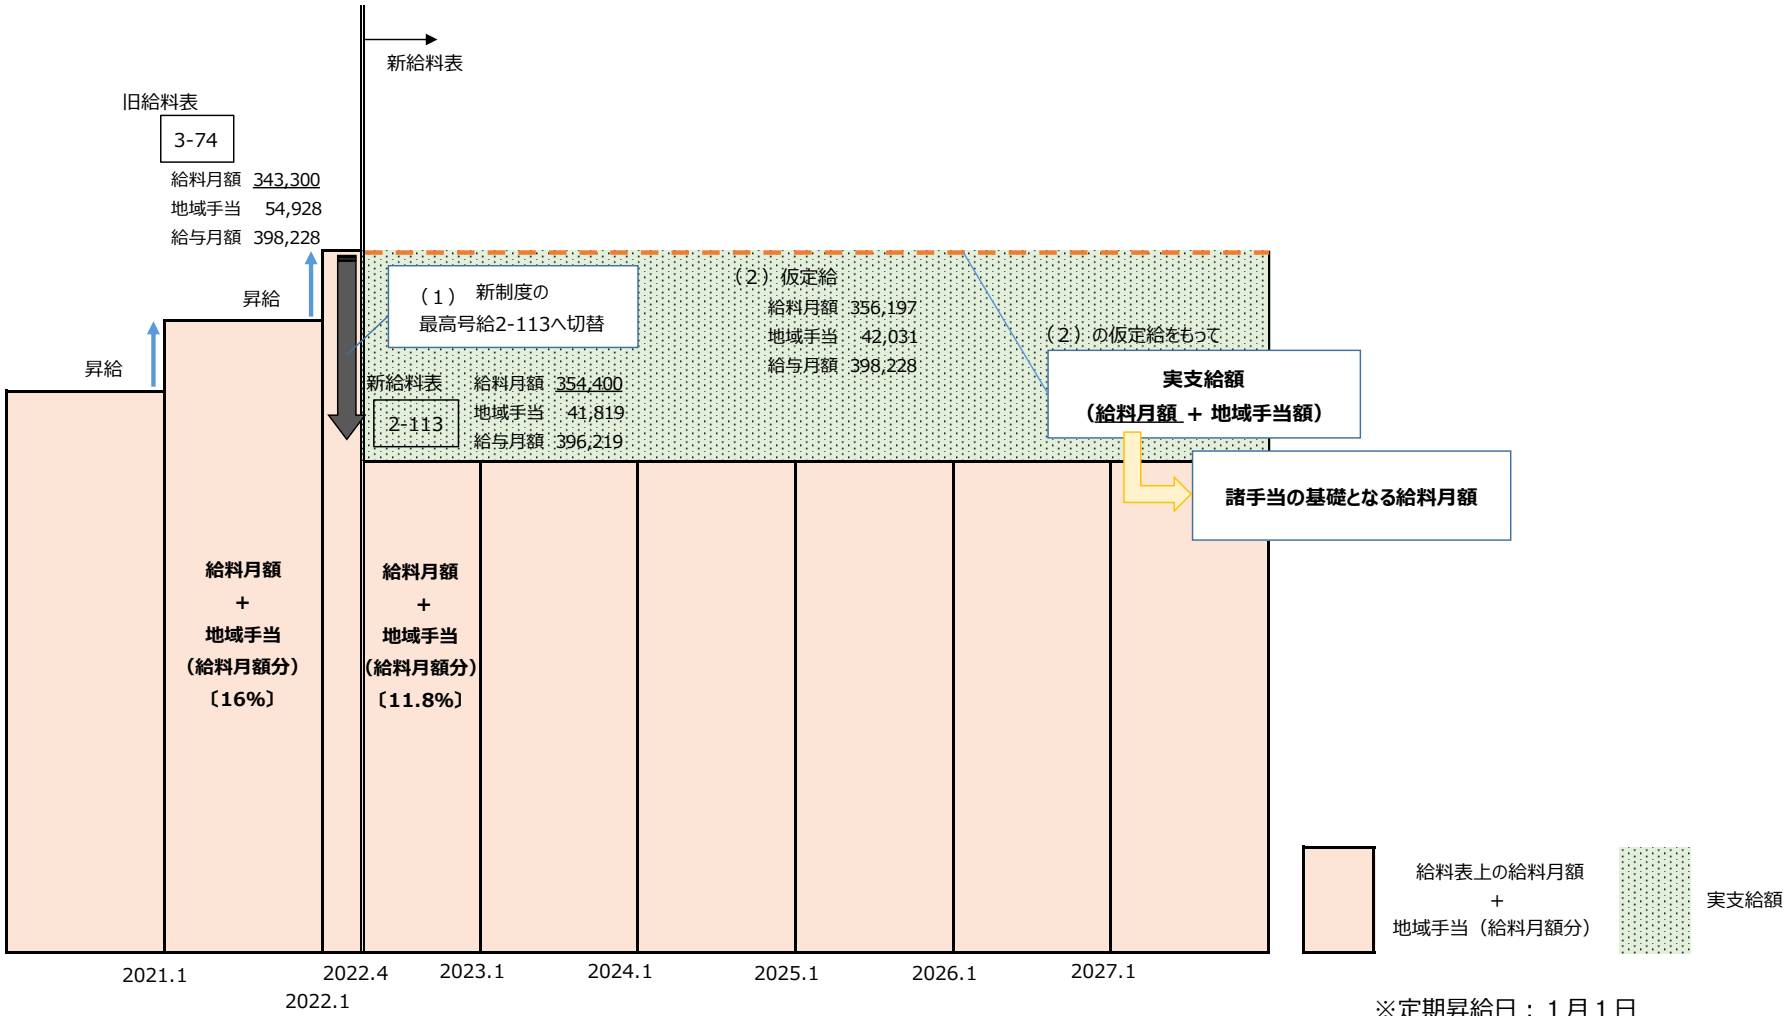 新給料表
旧給料表
3-74
給料月額 343,300
地域手当 54,928
給与月額 398,228
昇給
昇給
（１） 新制度の
最高号給2-113へ切替
（２）仮定給
給料月額 356,197
地域手当 42,031
給与月額 398,228
（２）の仮定給をもって
実支給額
（給料月額 + 地域手当額）
新給料表
2-113
給料月額 354,400
地域手当 41,819
給与月額 396,219
諸手当の基礎となる給料月額
給料月額
+
地域手当
（給料月額分）
〔16%〕
給料月額
+
地域手当
（給料月額分）
〔11.8%〕
給料表上の給料月額
+
地域手当（給料月額分）
実支給額
2021.1
2022.1
2022.4
2023.1
2024.1
2025.1
2026.1
2027.1
※定期昇給日：１月１日